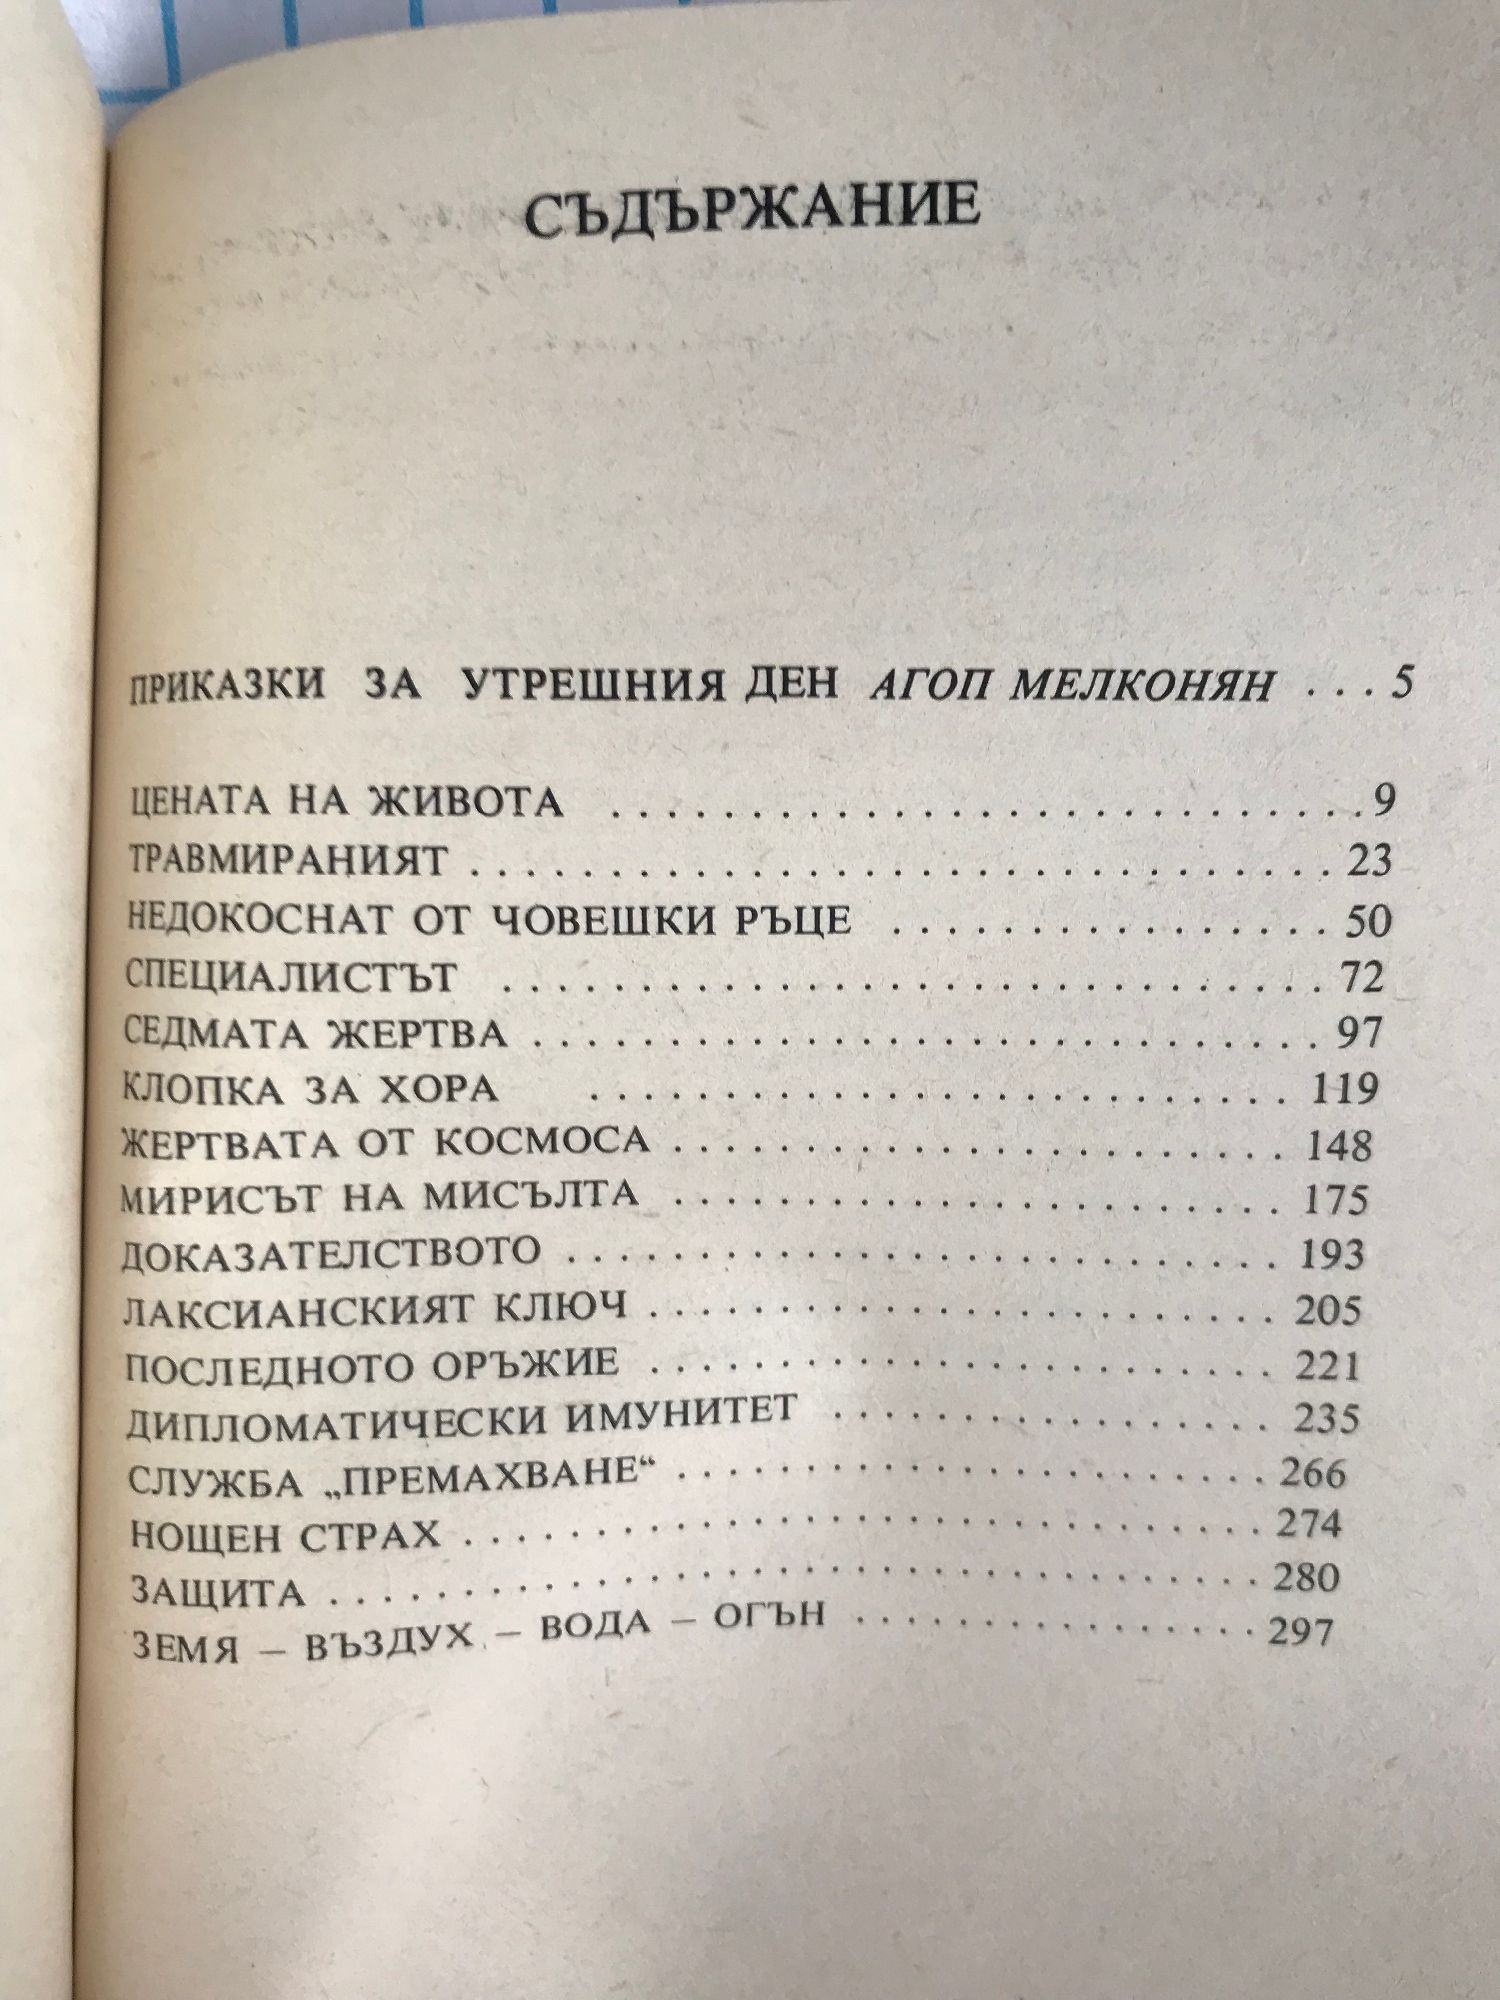 СЪДЪРЖАНИЕ
ПРИКАЗКИ ЗА УТРЕШНИЯ ДЕН АГОП МЕЛКОНЯН . . . 5
ЦЕНАТА НА ЖИВОТА . . . . . . . . . . . . . . . . . . . . . . . . . . . 9
ТРАВМИРАНИЯТ . . . . . . . . . . . . . . . . . . . . . . . . . . . . . . . 23
НЕДОКОСНАТ ОТ ЧОВЕШКИ РЪЦЕ . . . . . . . . . . . . . . . . 50
СПЕЦИАЛИСТЪТ . . . . . . . . . . . . . . . . . . . . . . . . . . . . . . 72
СЕДМАТА ЖЕРТВА . . . . . . . . . . . . . . . . . . . . . . . . . . . . . 97
КЛОПКА ЗА ХОРА . . . . . . . . . . . . . . . . . . . . . . . . . . 119
ЖЕРТВАТА ОТ КОСМОСА . . . . . . . . . . . . . . . . . . . . . . . 148
МИРИСЪТ НА МИСЪЛТА . . . . . . . . . . . . . . . . . . . . . . . 175
ДОКАЗАТЕЛСТВОТО . . . . . . . . . . . . . . . . . . . . . . . . . . . 193
ЛАКСИАНСКИЯТ КЛЮЧ . . . . . . . . . . . . . . . . . . . . . . . . 205
ПОСЛЕДНОТО ОРЪЖИЕ . . . . . . . . . . . . . . . . . . . . . . . . 221
ДИПЛОМАТИЧЕСКИ ИМУНИТЕТ . . . . . . . . . . . . . . . . . 235
СЛУЖБА „ПРЕМАХВАНЕ“ . . . . . . . . . . . . . . . . . . . . . . . 266
НОЩЕН СТРАХ . . . . . . . . . . . . . . . . . . . . . . . . . . . . . . 274
ЗАЩИТА . . . . . . . . . . . . . . . . . . . . . . . . . . . . . . . . . . . 280
ЗЕМЯ – ВЪЗДУХ – ВОДА – ОГЪН . . . . . . . . . . . . . . . . 297